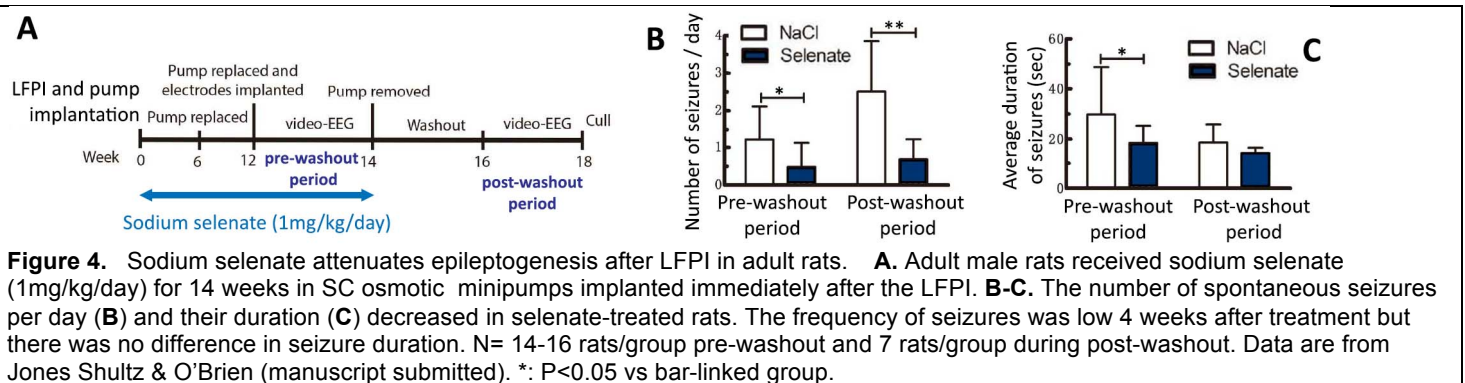 A
LFPI and pump
implantation
Pump replaced and
electrodes implanted
Pump removed
Pump replaced
video-EEG
Washout
video-EEG
Cull
Week 0 6 12 14 16 18
pre-washout
period
post-washout
period
Sodium selenate (1mg/kg/day)
B
Number of seizures / day
4
3
2
1
0
NaCl
Selenate
*
**
Pre-washout
period
Post-washout
period
C
Average duration
of seizures (sec)
60
40
20
0
NaCl
Selenate
*
Pre-washout
period
Post-washout
period
Figure 4. Sodium selenate attenuates epileptogenesis after LFPI in adult rats. A. Adult male rats received sodium selenate
(1mg/kg/day) for 14 weeks in SC osmotic minipumps implanted immediately after the LFPI. B-C. The number of spontaneous seizures
per day (B) and their duration (C) decreased in selenate-treated rats. The frequency of seizures was low 4 weeks after treatment but
there was no difference in seizure duration. N= 14-16 rats/group pre-washout and 7 rats/group during post-washout. Data are from
Jones Shultz & O’Brien (manuscript submitted). *: P<0.05 vs bar-linked group.